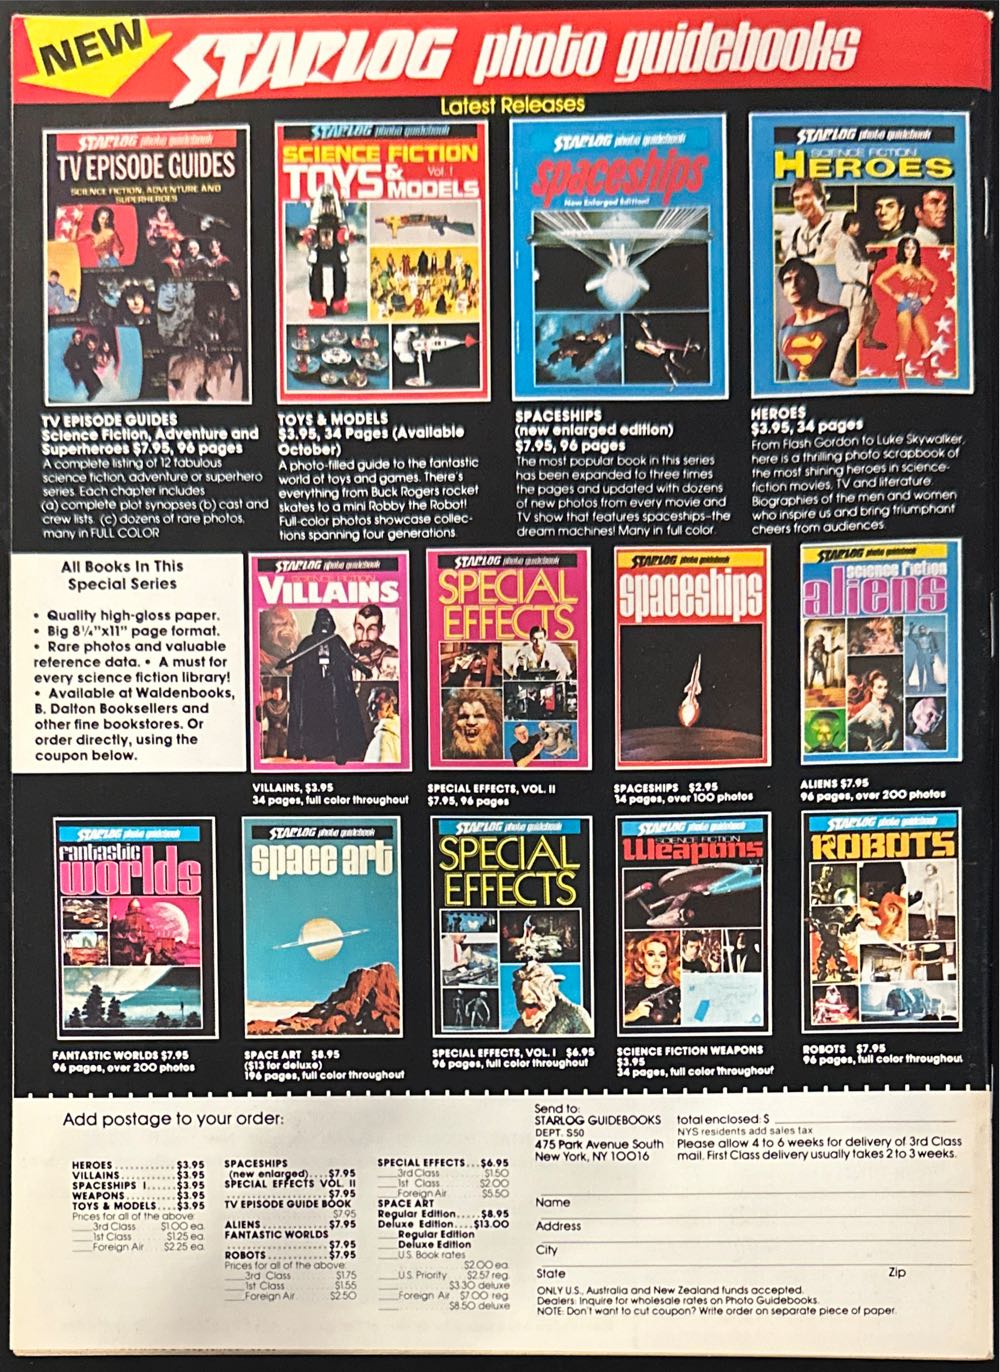 NEW
STARLOG photo guidebooks
Latest Releases
STARLOG photo guidebook
TV EPISODE GUIDES
SCIENCE FICTION, ADVENTURE AND
SUPERHEROES
STARLOG photo guidebook
SCIENCE FICTION
TOYS & MODELS
Vol. I
STARLOG photo guidebook
spaceships
New Enlarged Edition!
STARLOG photo guidebook
SCIENCE FICTION
HEROES
TV EPISODE GUIDES
Science Fiction, Adventure and
Superheroes $7.95, 96 pages
A complete listing of 12 fabulous
science fiction, adventure or superhero
series. Each chapter includes
(a) complete plot synopses (b) cast and
crew lists. (c) dozens of rare photos,
many in FULL COLOR
TOYS & MODELS
$3.95, 34 Pages (Available
October)
A photo-filled guide to the fantastic
world of toys and games. There's
everything from Buck Rogers rocket
skates to a mini Robby the Robot!
Full-color photos showcase collec-
tions spanning four generations.
SPACESHIPS
(new enlarged edition)
$7.95, 96 pages
The most popular book in this series
has been expanded to three times
the pages and updated with dozens
of new photos from every movie and
TV show that features spaceships—the
dream machines! Many in full color.
HEROES
$3.95, 34 pages
From Flash Gordon to Luke Skywalker,
here is a thrilling photo scrapbook of
the most shining heroes in science-
fiction movies, TV and literature.
Biographies of the men and women
who inspire us and bring triumphant
cheers from audiences.
All Books In This
Special Series
• Quality high-gloss paper.
• Big 8¼"x11" page format.
• Rare photos and valuable
reference data. • A must for
every science fiction library!
• Available at Waldenbooks,
B. Dalton Booksellers and
other fine bookstores. Or
order directly, using the
coupon below.
STARLOG photo guidebook
SCIENCE FICTION
VILLAINS
STARLOG photo guidebook
SPECIAL
EFFECTS
STARLOG photo guidebook
spaceships
STARLOG photo guidebook
science fiction
aliens
VILLAINS, $3.95
34 pages, full color throughout
SPECIAL EFFECTS, VOL. II
$7.95, 96 pages
SPACESHIPS $2.95
34 pages, over 100 photos
ALIENS $7.95
96 pages, over 200 photos
STARLOG photo guidebook
fantastic
worlds
STARLOG photo guidebook
space art
STARLOG photo guidebook
SPECIAL
EFFECTS
STARLOG photo guidebook
SCIENCE FICTION
Weapons
STARLOG photo guidebook
ROBOTS
FANTASTIC WORLDS $7.95
96 pages, over 200 photos
SPACE ART $8.95
($13 for deluxe)
196 pages, full color throughout
SPECIAL EFFECTS, VOL. I $6.95
96 pages, full color throughout
SCIENCE FICTION WEAPONS
$3.95
34 pages, full color throughout
ROBOTS $7.95
96 pages, full color throughout
Add postage to your order:
HEROES ............ $3.95
VILLAINS ........... $3.95
SPACESHIPS I ..... $3.95
WEAPONS ......... $3.95
TOYS & MODELS ... $3.95
Prices for all of the above:
___3rd Class $1.00 ea.
___1st Class $1.25 ea.
___Foreign Air $2.25 ea.
SPACESHIPS
(new enlarged) .... $7.95
SPECIAL EFFECTS VOL. II
............ $7.95
TV EPISODE GUIDE BOOK
$7.95
ALIENS ............ $7.95
FANTASTIC WORLDS
............ $7.95
ROBOTS ............ $7.95
Prices for all of the above:
___3rd Class $1.75
___1st Class $1.55
___Foreign Air $2.50
SPECIAL EFFECTS ... $6.95
___3rd Class $1.50
___1st Class $2.00
___Foreign Air $5.50
SPACE ART
Regular Edition ..... $8.95
Deluxe Edition .... $13.00
___Regular Edition
___Deluxe Edition
___U.S. Book rates
$2.00 ea.
___U.S. Priority $2.57 reg.
___ $3.30 deluxe
___Foreign Air $7.00 reg.
___ $8.50 deluxe
Send to:
STARLOG GUIDEBOOKS
DEPT. S50
475 Park Avenue South
New York, NY 10016
total enclosed: $
NYS residents add sales tax
Please allow 4 to 6 weeks for delivery of 3rd Class
mail. First Class delivery usually takes 2 to 3 weeks.
Name
Address
City
State Zip
ONLY U.S., Australia and New Zealand funds accepted.
Dealers: Inquire for wholesale rates on Photo Guidebooks.
NOTE: Don't want to cut coupon? Write order on separate piece of paper.